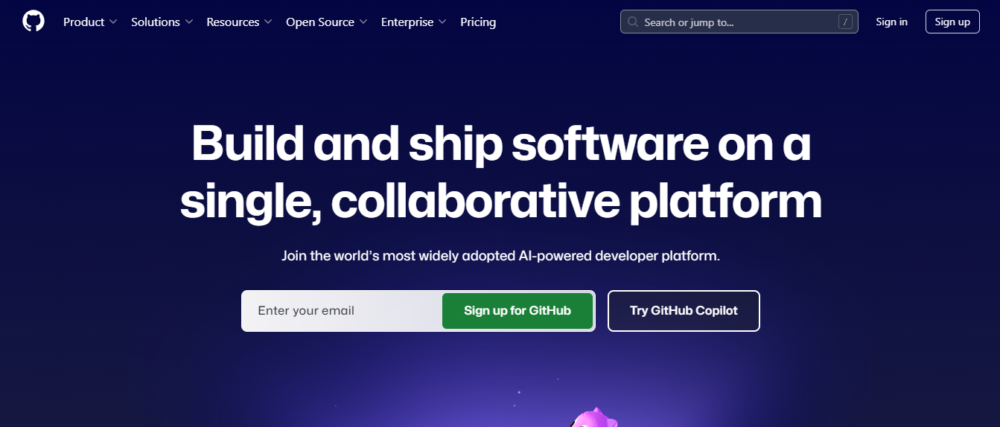 Product Solutions Resources Open Source Enterprise Pricing Search or jump to... / Sign in Sign up
Build and ship software on a
single, collaborative platform
Join the world’s most widely adopted AI-powered developer platform.
Enter your email Sign up for GitHub Try GitHub Copilot